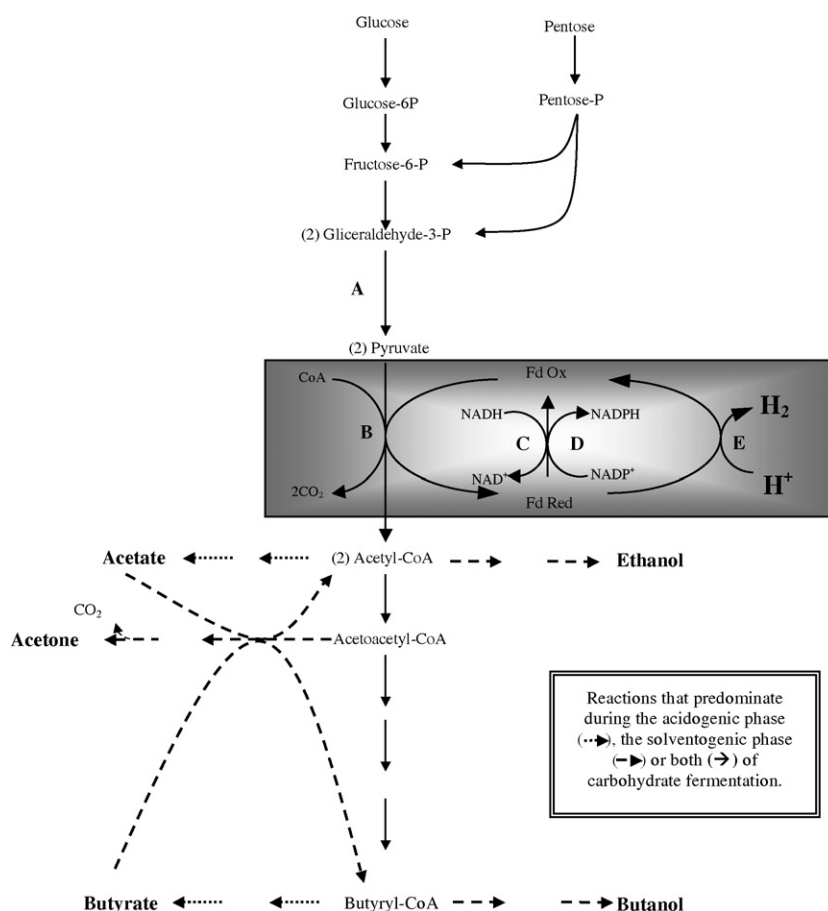 Glucose
Pentose
Glucose-6P
Pentose-P
Fructose-6-P
(2) Gliceraldehyde-3-P
A
(2) Pyruvate
CoA
Fd Ox
NADH
NADPH
H2
B
C
D
E
NAD+
NADP+
H+
2CO2
Fd Red
Acetate
(2) Acetyl-CoA
Ethanol
CO2
Acetone
Acetoacetyl-CoA
Reactions that predominate
during the acidogenic phase
(), the solventogenic phase
() or both (→) of
carbohydrate fermentation.
Butyrate
Butyryl-CoA
Butanol